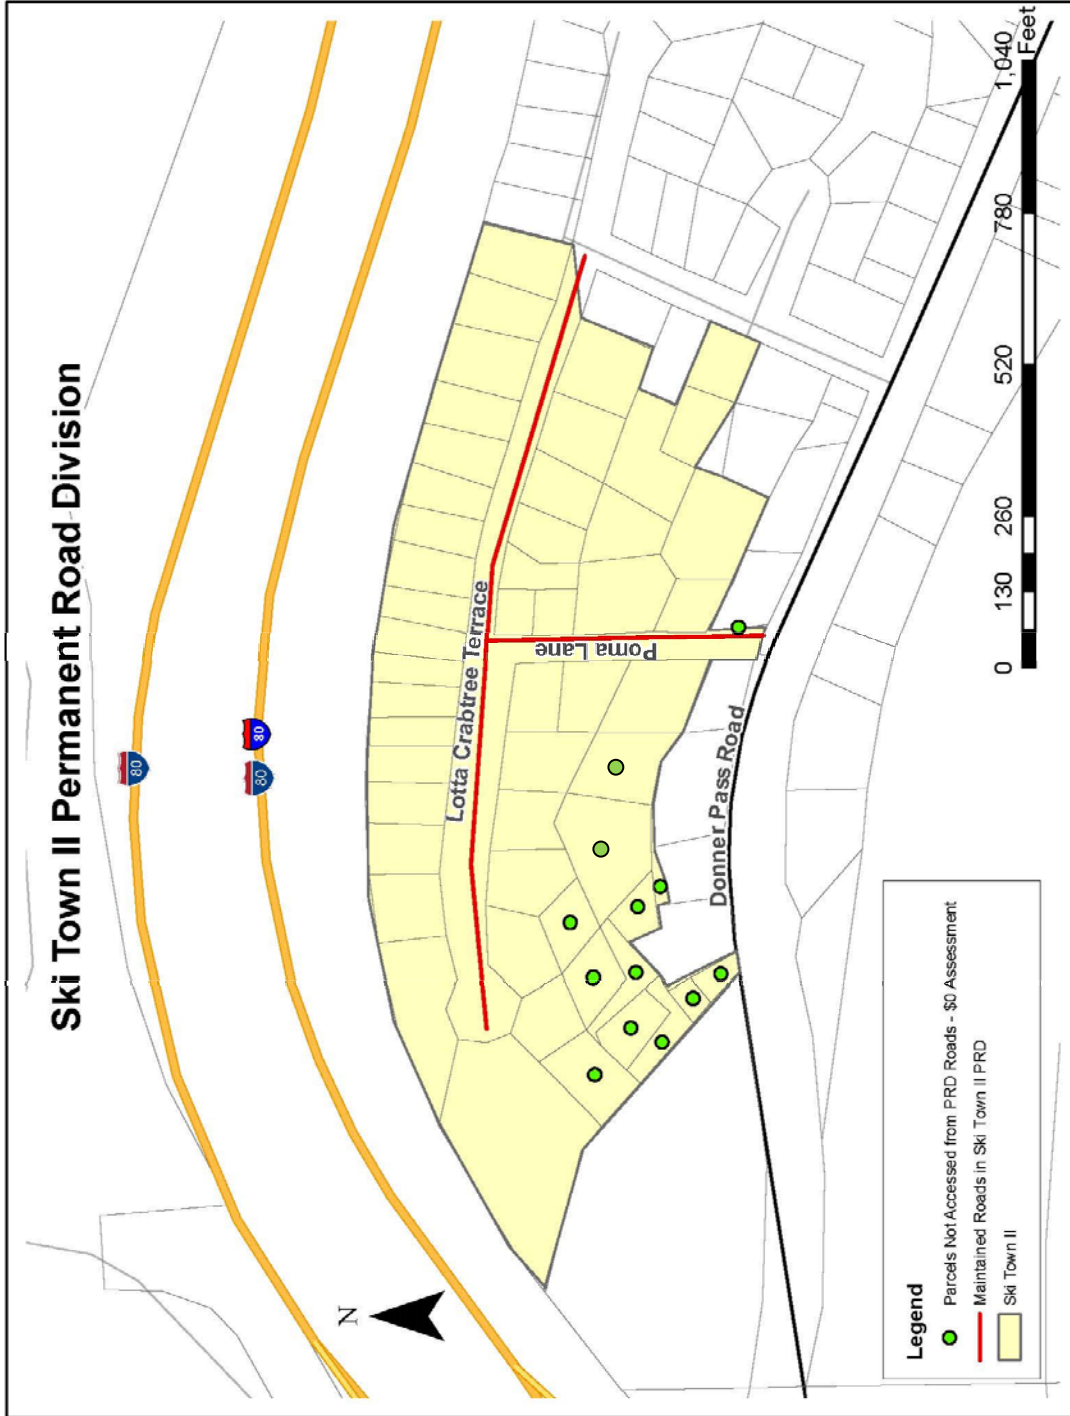 Ski Town II Permanent Road Division
80
80
80
Lotta Crabtree Terrace
Poma Lane
Donner Pass Road
N
Legend
Parcels Not Accessed from PRD Roads - $0 Assessment
Maintained Roads in Ski Town II PRD
Ski Town II
0 130 260 520 780 1,040
Feet